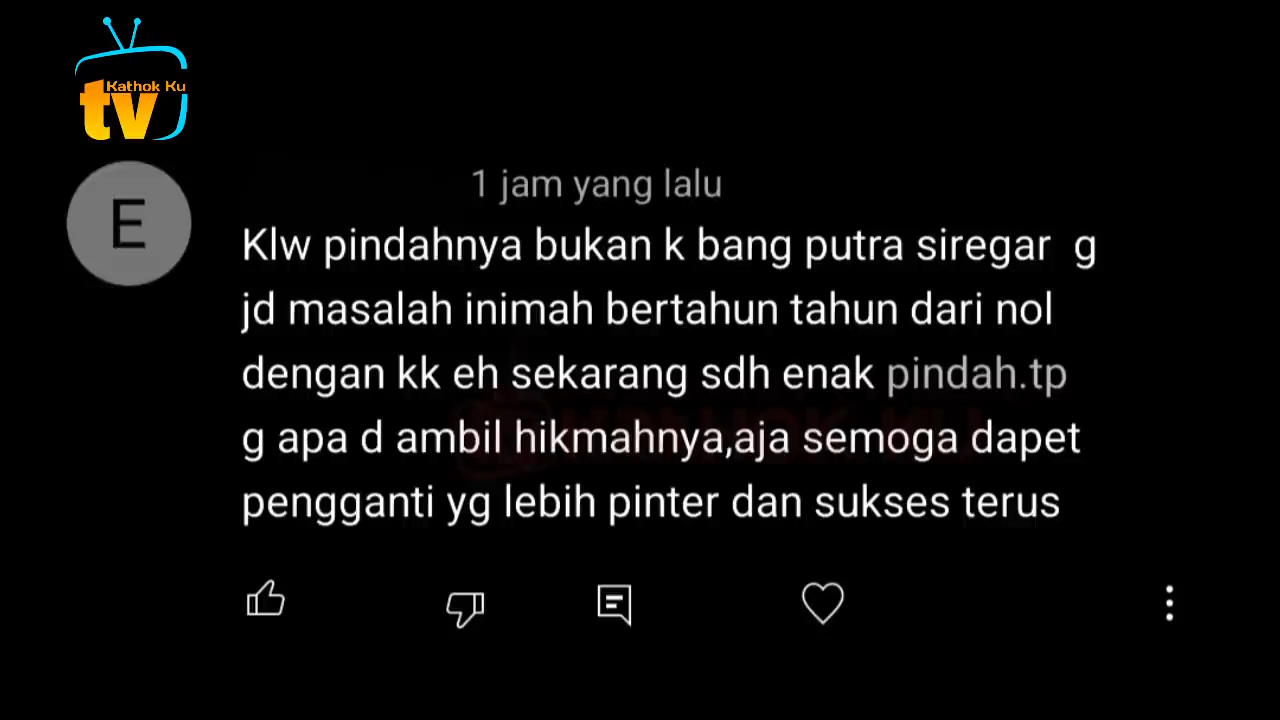 Kathok Ku
tv
E
1 jam yang lalu
Klw pindahnya bukan k bang putra siregar g
jd masalah inimah bertahun tahun dari nol
dengan kk eh sekarang sdh enak pindah.tp
g apa d ambil hikmahnya,aja semoga dapet
pengganti yg lebih pinter dan sukses terus